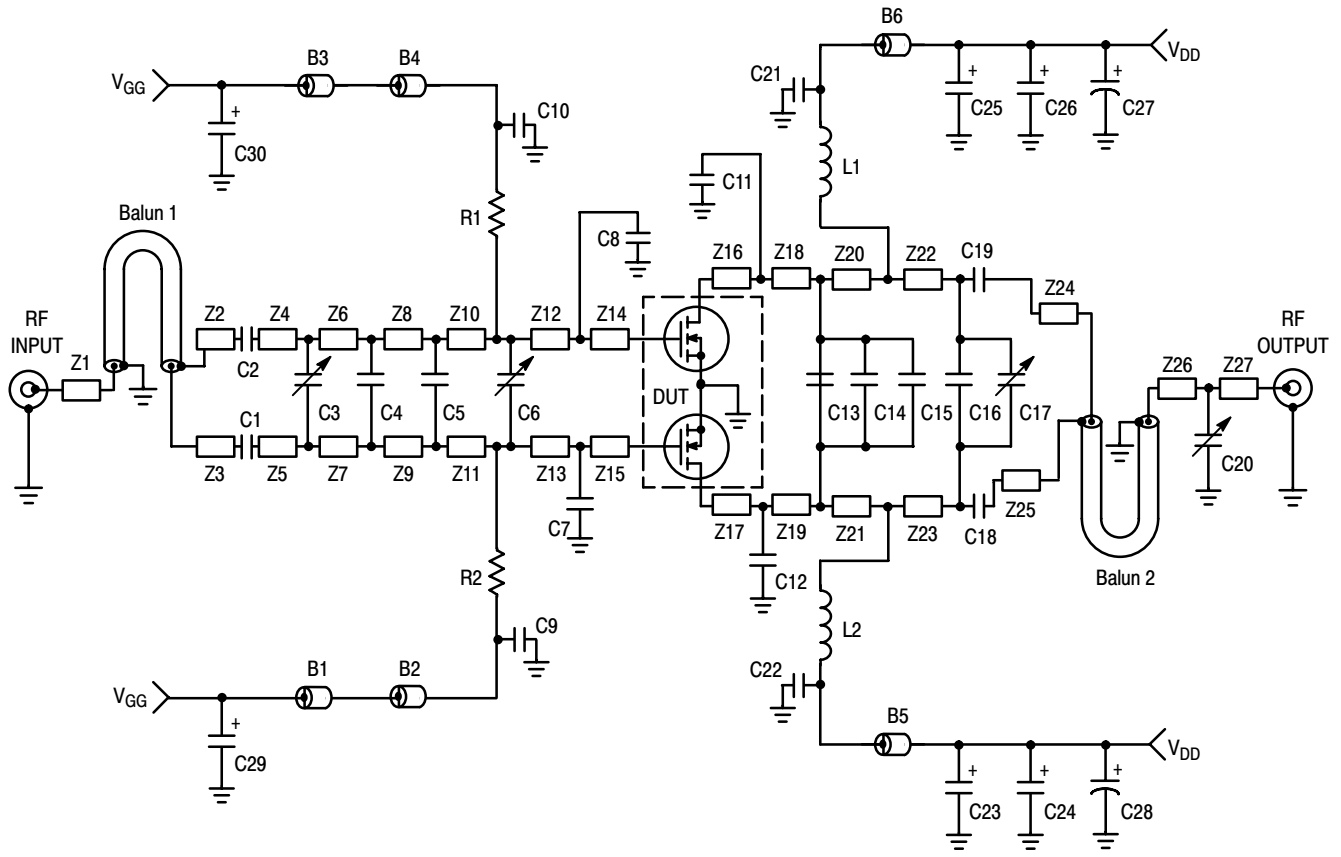 B6
V_DD
B3 B4
V_GG
C21
C10
+ + +
C25 C26 C27
+
C30
L1
C11
Balun 1
R1
C8
Z16 Z18 Z20 Z22 C19
Z24
RF INPUT
Z1
Z2 Z4 Z6 Z8 Z10 Z12 Z14
C2
RF OUTPUT
Z26 Z27
DUT
C3 C4 C5 C6
C13 C14 C15 C16 C17
C1
C20
Z3 Z5 Z7 Z9 Z11 Z13 Z15
Z25
C7
Z17 Z19 Z21 Z23 C18
C12
Balun 2
R2
L2
C9
C22
B1 B2
V_GG
B5
+
C29
V_DD
+ + +
C23 C24 C28